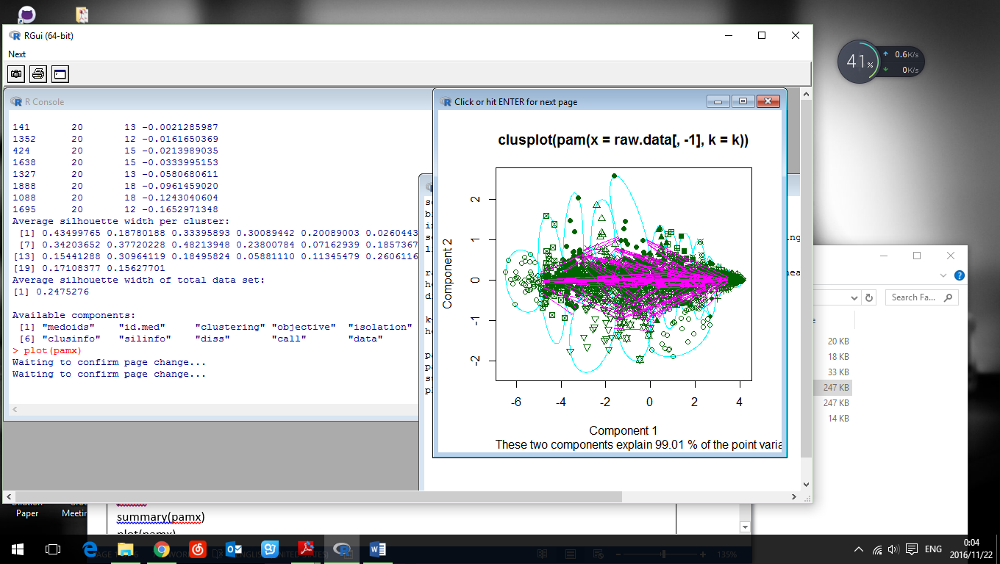 RGui (64-bit)
Next
R Console
141 20 13 -0.0021285987
1352 20 12 -0.0161650369
424 20 15 -0.0213989035
1638 20 15 -0.0333995153
1327 20 13 -0.0580680611
1888 20 18 -0.0961459020
1088 20 18 -0.1243040604
1695 20 12 -0.1652971348
Average silhouette width per cluster:
[1] 0.43499765 0.18780188 0.33395893 0.30089442 0.20089003 0.0260443
[7] 0.34203652 0.37720228 0.48213948 0.23800784 0.07162939 0.1857367
[13] 0.15441288 0.30964119 0.18495824 0.05881110 0.11345479 0.2606116
[19] 0.17108377 0.15627701
Average silhouette width of total data set:
[1] 0.2475276
Available components:
[1] "medoids" "id.med" "clustering" "objective" "isolation"
[6] "clusinfo" "silinfo" "diss" "call" "data"
> plot(pamx)
Waiting to confirm page change...
Waiting to confirm page change...
Click or hit ENTER for next page
clusplot(pam(x = raw.data[, -1], k = k))
Component 2
2
1
0
-1
-2
-6 -4 -2 0 2 4
Component 1
These two components explain 99.01 % of the point varia
41%
0.6K/s
0K/s
Search Fa...
20 KB
18 KB
33 KB
247 KB
247 KB
14 KB
Paper
Meetin
summary(pamx)
plot(pamx)
135%
ENG
0:04
2016/11/22